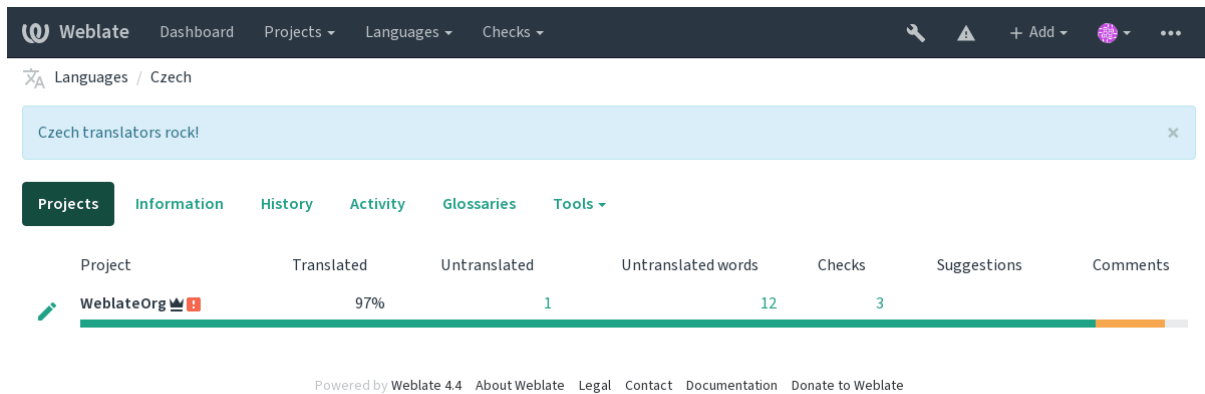 Weblate Dashboard Projects Languages Checks + Add
Languages / Czech
Czech translators rock! ×
Projects Information History Activity Glossaries Tools
Project Translated Untranslated Untranslated words Checks Suggestions Comments
WeblateOrg 97% 1 12 3
Powered by Weblate 4.4 About Weblate Legal Contact Documentation Donate to Weblate